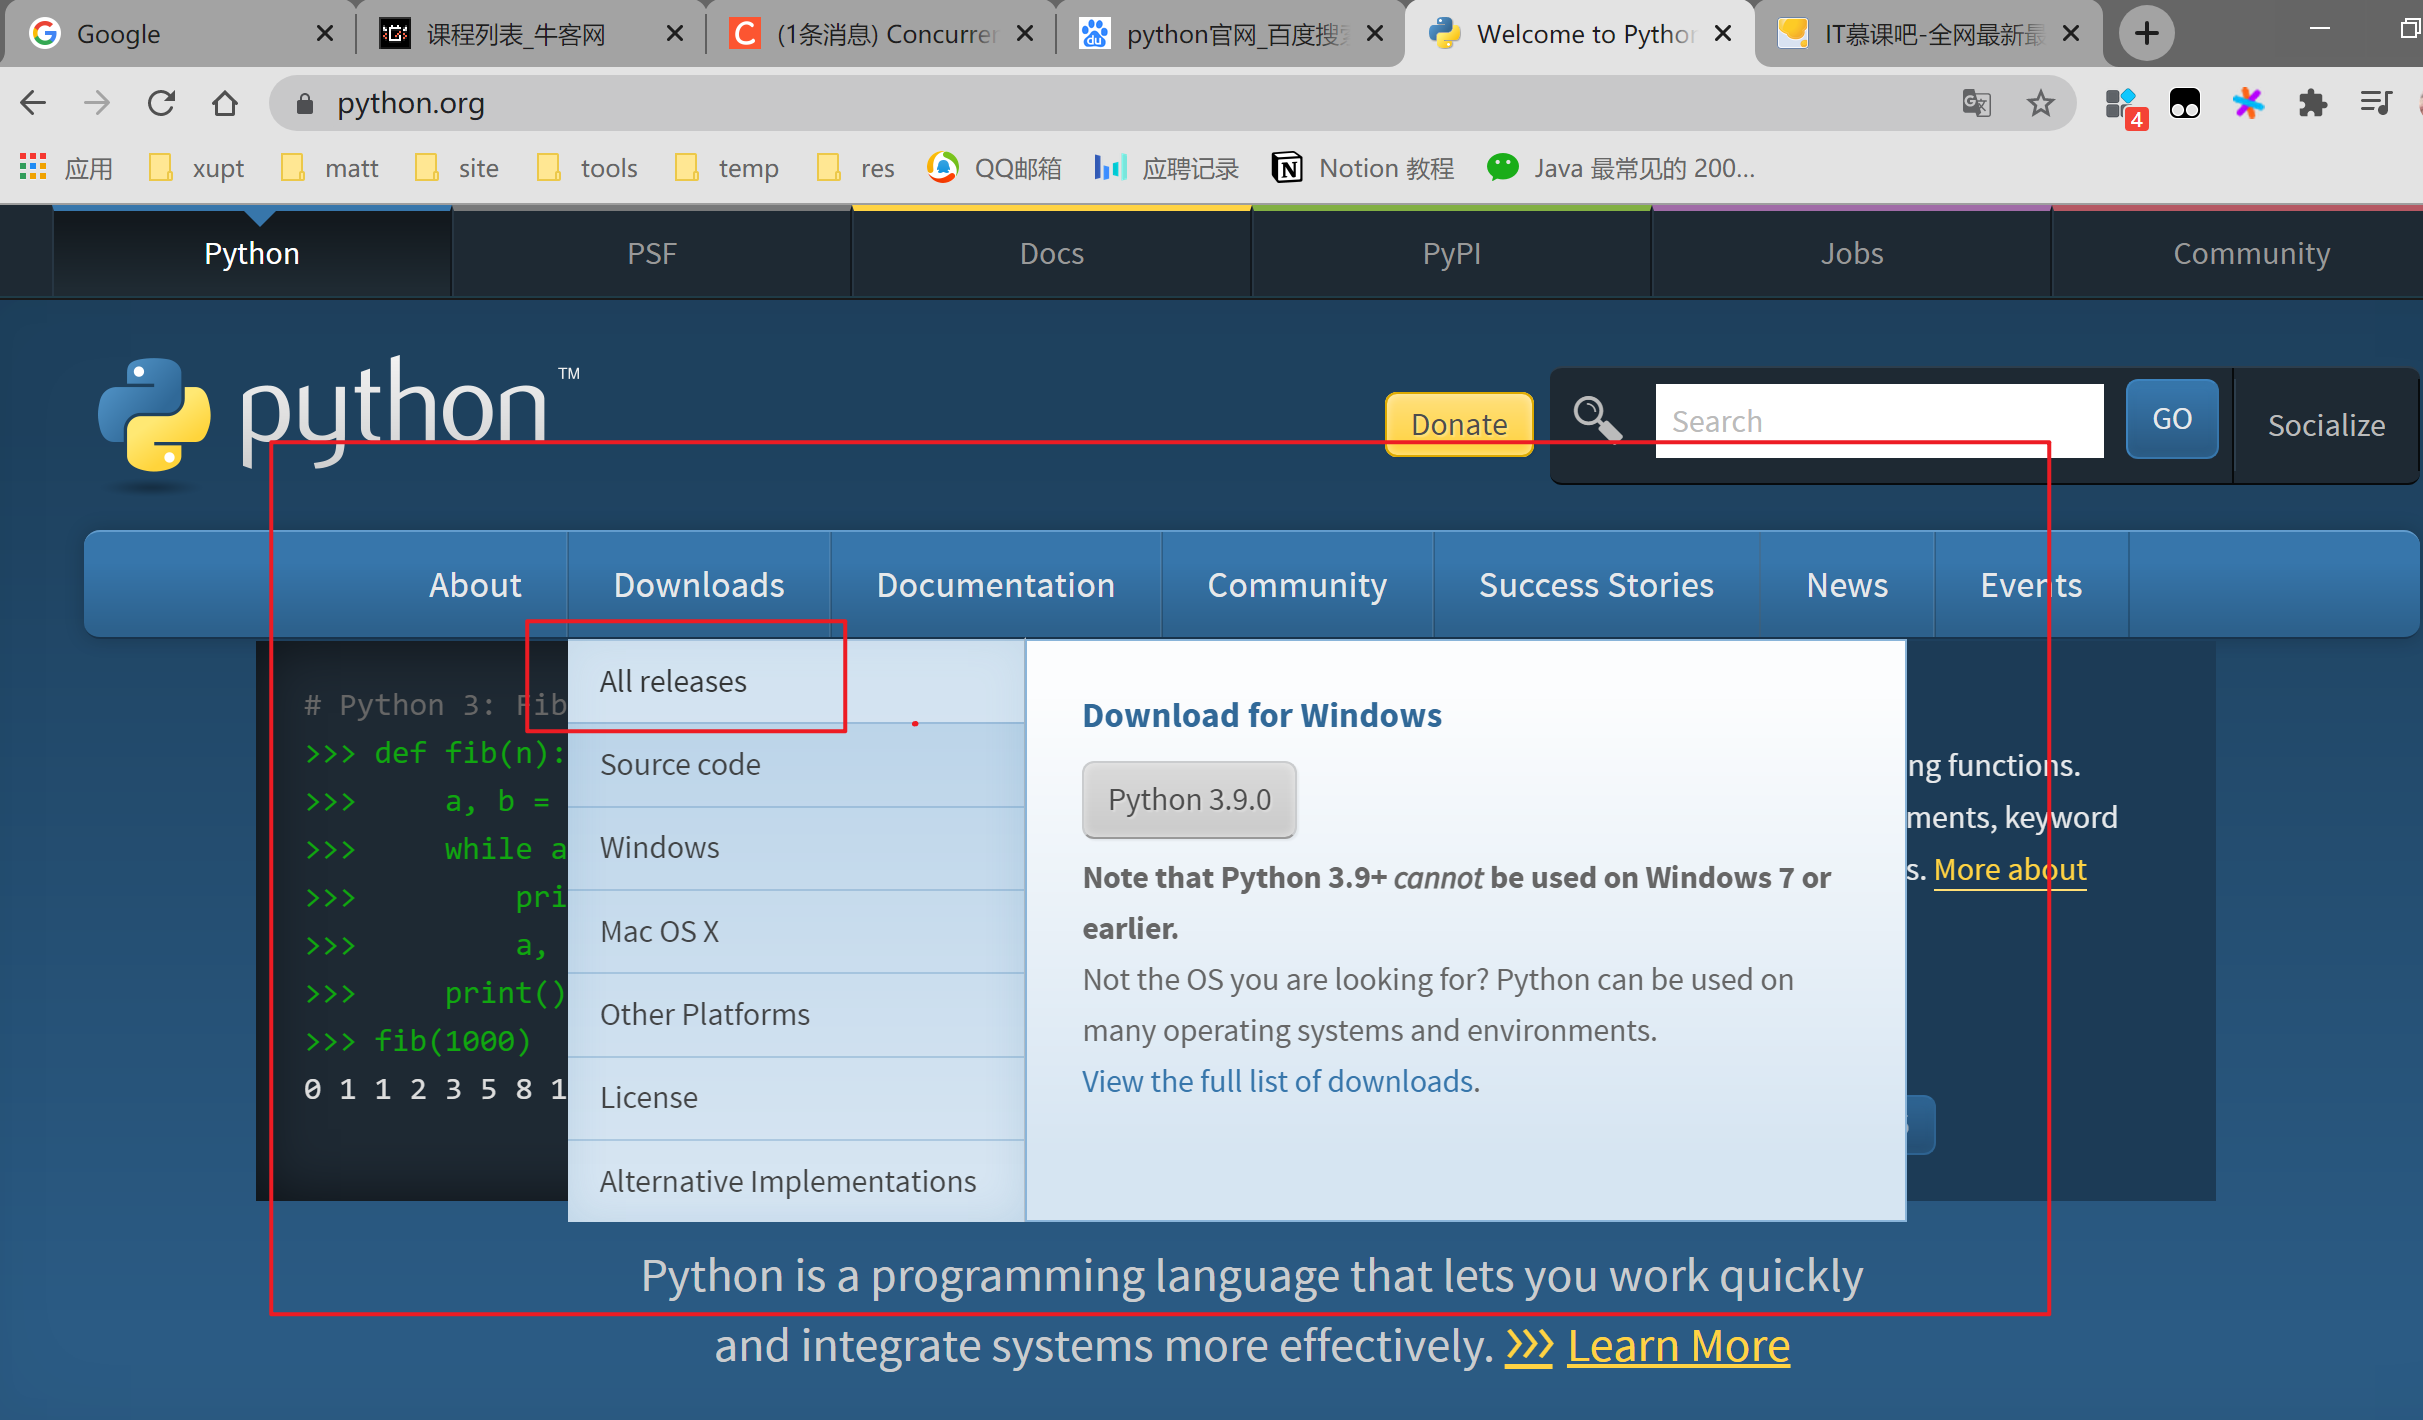 Google
课程列表_牛客网
(1条消息) Concurren
python官网_百度搜索
Welcome to Python
IT慕课吧-全网最新最
python.org
4
应用
xupt
matt
site
tools
temp
res
QQ邮箱
应聘记录
Notion 教程
Java 最常见的 200...
Python
PSF
Docs
PyPI
Jobs
Community
python™
Donate
Search
GO
Socialize
About
Downloads
Documentation
Community
Success Stories
News
Events
# Python 3: Fib
>>> def fib(n):
>>>     a, b =
>>>     while a
>>>         pri
>>>         a,
>>>     print()
>>> fib(1000)
0 1 1 2 3 5 8 1
All releases
Source code
Windows
Mac OS X
Other Platforms
License
Alternative Implementations
Download for Windows
Python 3.9.0
Note that Python 3.9+ cannot be used on Windows 7 or
earlier.
Not the OS you are looking for? Python can be used on
many operating systems and environments.
View the full list of downloads.
ng functions.
ments, keyword
s. More about
Python is a programming language that lets you work quickly
and integrate systems more effectively. >>> Learn More